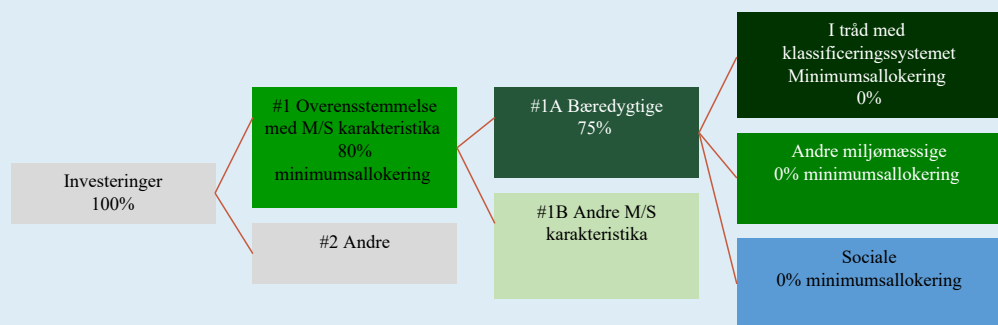 Investeringer
100%
#1 Overensstemmelse
med M/S karakteristika
80%
minimumsallokering
#2 Andre
#1A Bæredygtige
75%
#1B Andre M/S
karakteristika
I tråd med
klassificeringssystemet
Minimumsallokering
0%
Andre miljømæssige
0% minimumsallokering
Sociale
0% minimumsallokering